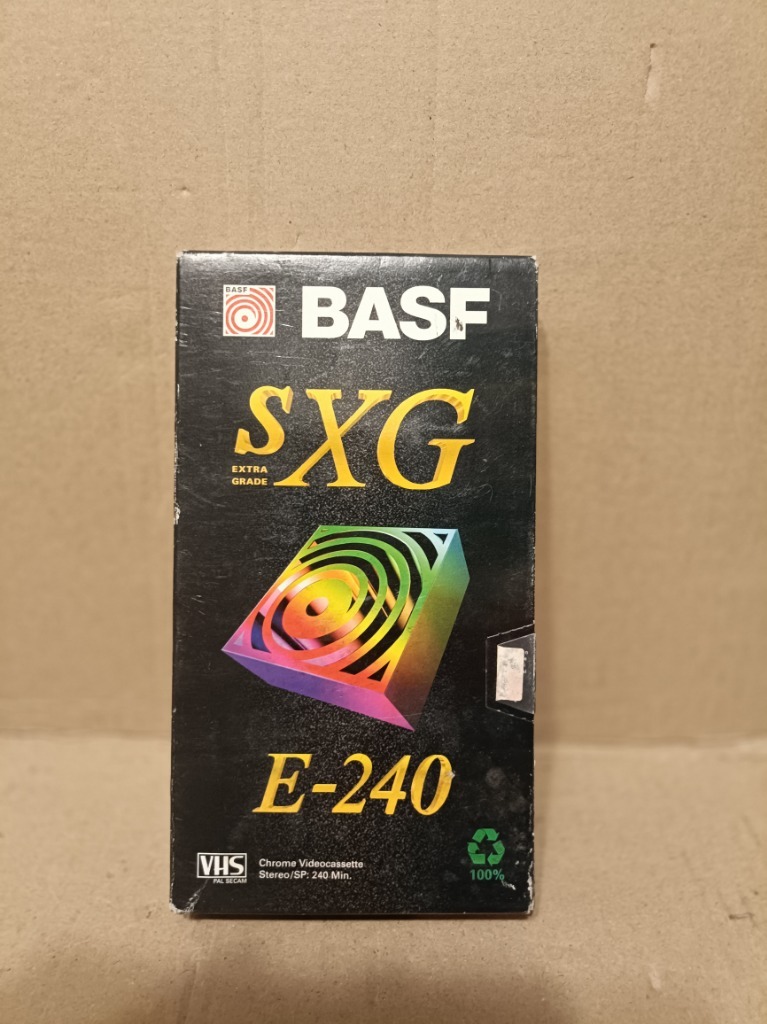 BASF
BASF
SXG
EXTRA
GRADE
E-240
VHS
PAL SECAM
Chrome Videocassette
Stereo/SP: 240 Min.
100%